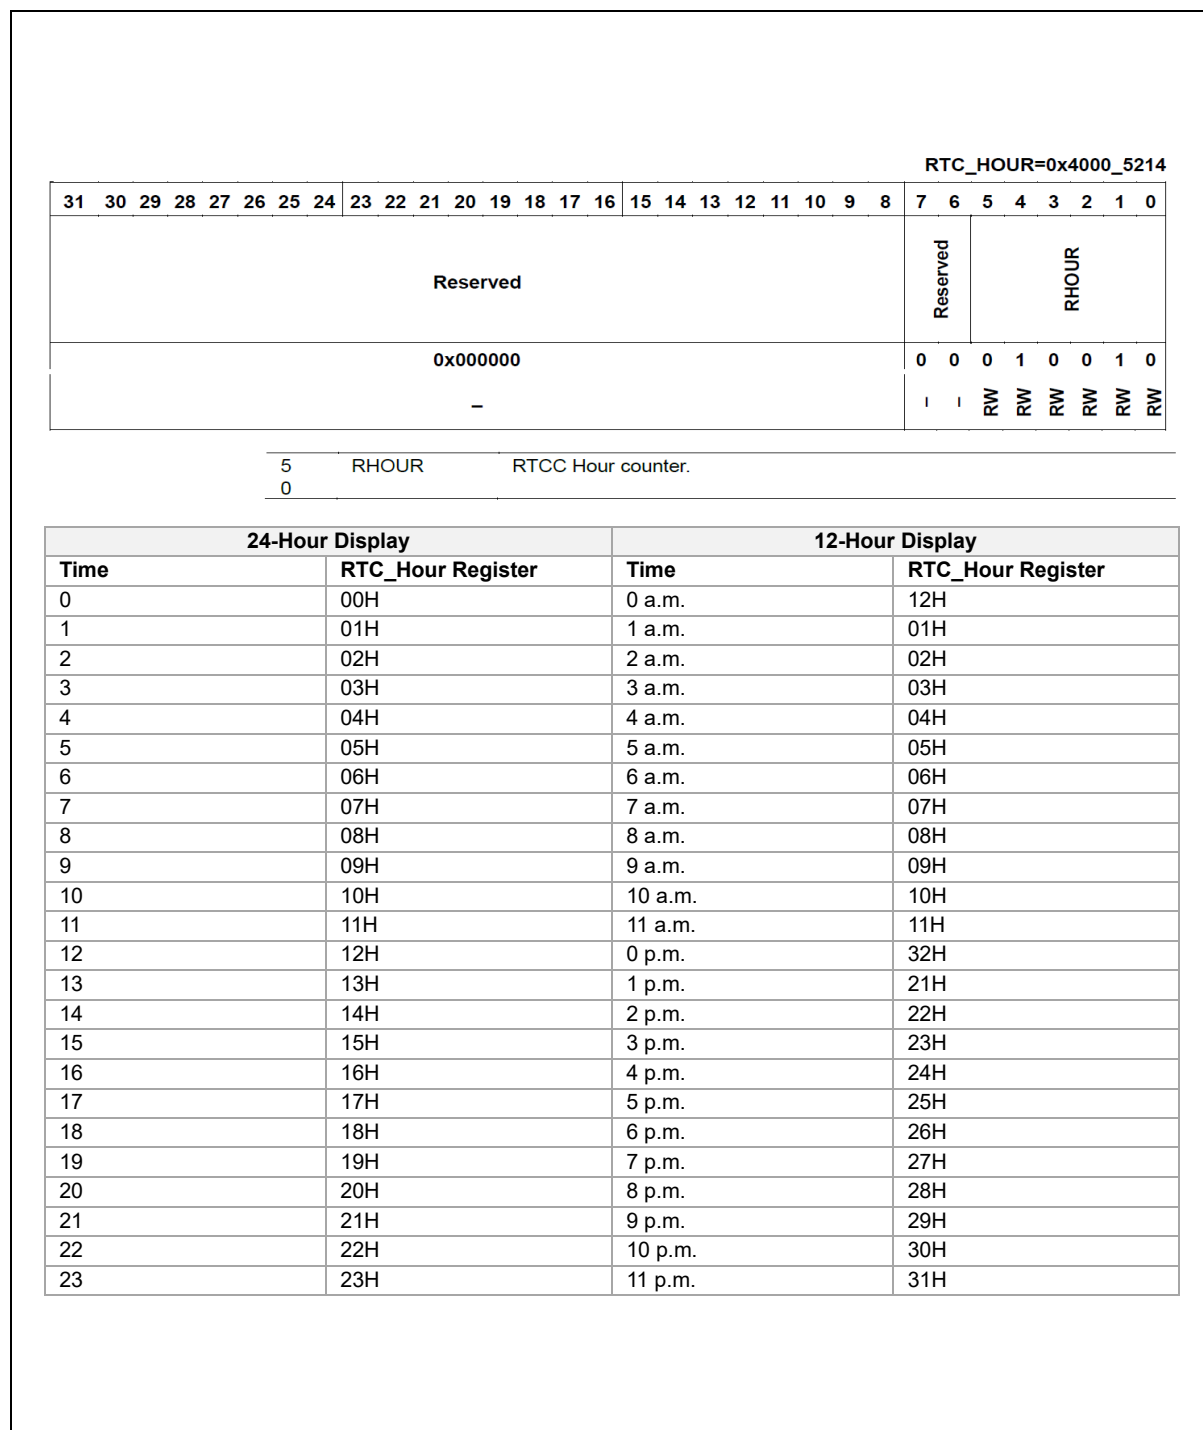 RTC_HOUR=0x4000_5214
31 30 29 28 27 26 25 24 23 22 21 20 19 18 17 16 15 14 13 12 11 10 9 8 7 6 5 4 3 2 1 0
Reserved Reserved RHOUR
0x000000 0 0 0 1 0 0 1 0
– – – RW RW RW RW RW RW
5 RHOUR RTCC Hour counter.
0
24-Hour Display 12-Hour Display
Time RTC_Hour Register Time RTC_Hour Register
0 00H 0 a.m. 12H
1 01H 1 a.m. 01H
2 02H 2 a.m. 02H
3 03H 3 a.m. 03H
4 04H 4 a.m. 04H
5 05H 5 a.m. 05H
6 06H 6 a.m. 06H
7 07H 7 a.m. 07H
8 08H 8 a.m. 08H
9 09H 9 a.m. 09H
10 10H 10 a.m. 10H
11 11H 11 a.m. 11H
12 12H 0 p.m. 32H
13 13H 1 p.m. 21H
14 14H 2 p.m. 22H
15 15H 3 p.m. 23H
16 16H 4 p.m. 24H
17 17H 5 p.m. 25H
18 18H 6 p.m. 26H
19 19H 7 p.m. 27H
20 20H 8 p.m. 28H
21 21H 9 p.m. 29H
22 22H 10 p.m. 30H
23 23H 11 p.m. 31H